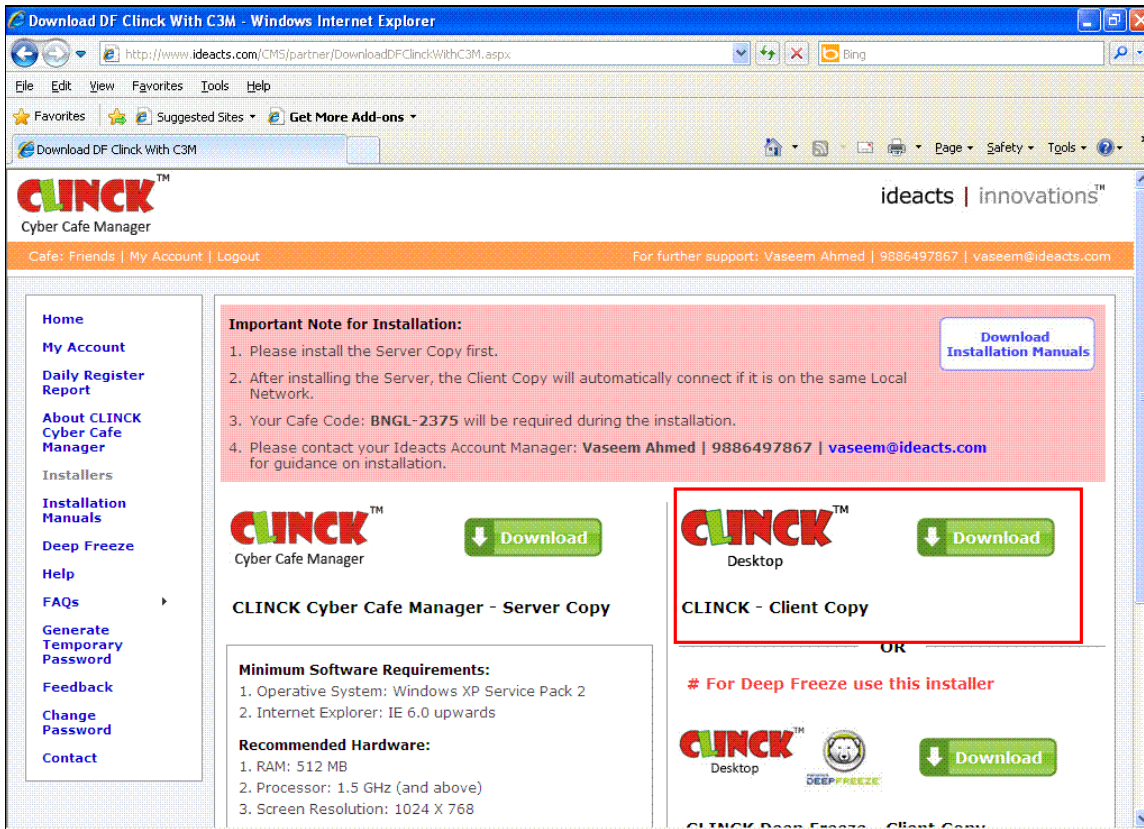 Download DF Clinck With C3M - Windows Internet Explorer
http://www.ideacts.com/CMS/partner/DownloadDFClinckWithC3M.aspx
Bing
File Edit View Favorites Tools Help
Favorites Suggested Sites Get More Add-ons
Download DF Clinck With C3M
Page Safety Tools
CLINCK™
Cyber Cafe Manager
ideacts | innovations™
Cafe: Friends | My Account | Logout
For further support: Vaseem Ahmed | 9886497867 | vaseem@ideacts.com
Home
My Account
Daily Register
Report
About CLINCK
Cyber Cafe
Manager
Installers
Installation
Manuals
Deep Freeze
Help
FAQs
Generate
Temporary
Password
Feedback
Change
Password
Contact
Important Note for Installation:
1. Please install the Server Copy first.
2. After installing the Server, the Client Copy will automatically connect if it is on the same Local
Network.
3. Your Cafe Code: BNGL-2375 will be required during the installation.
4. Please contact your Ideacts Account Manager: Vaseem Ahmed | 9886497867 | vaseem@ideacts.com
for guidance on installation.
Download
Installation Manuals
CLINCK™
Cyber Cafe Manager
Download
CLINCK Cyber Cafe Manager - Server Copy
Minimum Software Requirements:
1. Operative System: Windows XP Service Pack 2
2. Internet Explorer: IE 6.0 upwards
Recommended Hardware:
1. RAM: 512 MB
2. Processor: 1.5 GHz (and above)
3. Screen Resolution: 1024 X 768
CLINCK™
Desktop
Download
CLINCK - Client Copy
OR
# For Deep Freeze use this installer
CLINCK™
Desktop
DEEPFREEZE
Download
CLINCK Deep Freeze - Client Copy